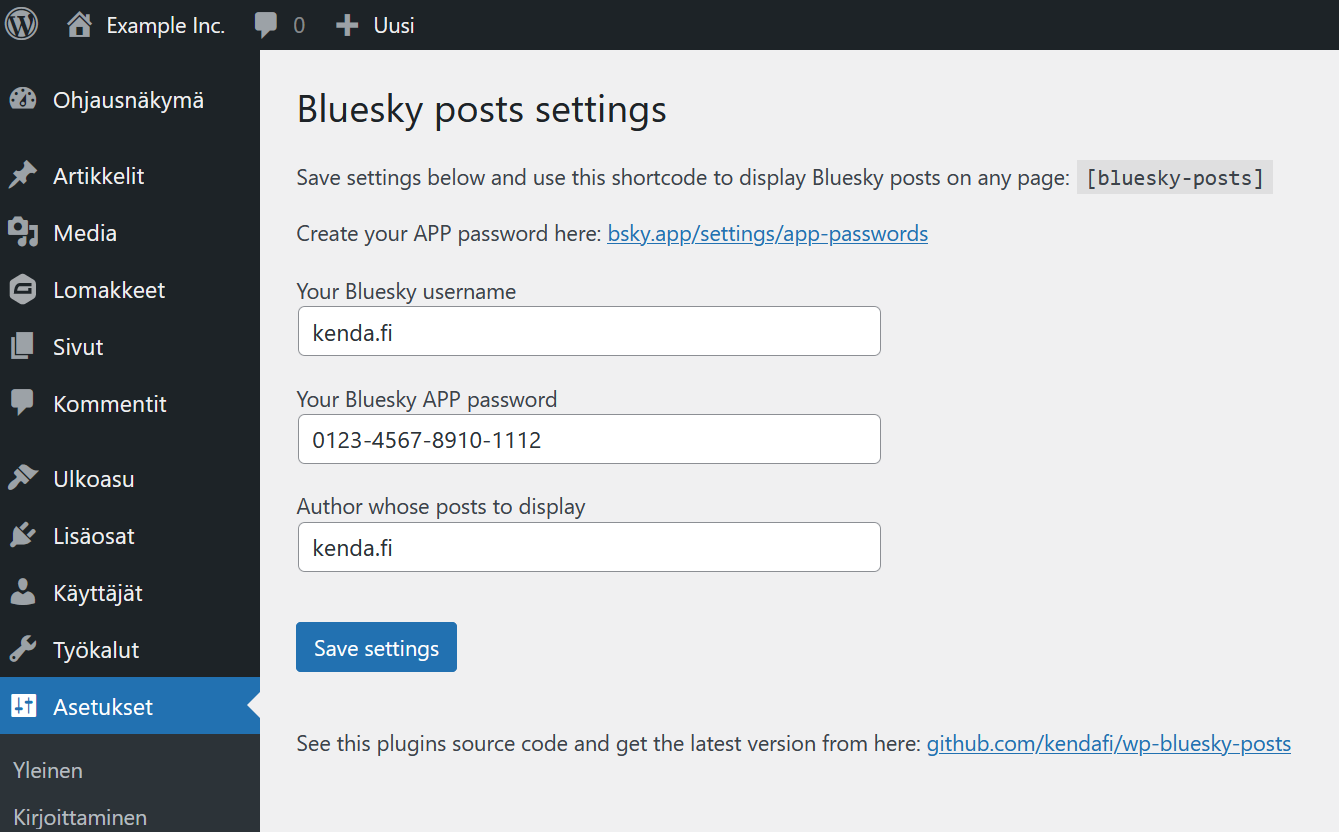 Example Inc. 0 Uusi
Ohjausnäkymä
Artikkelit
Media
Lomakkeet
Sivut
Kommentit
Ulkoasu
Lisäosat
Käyttäjät
Työkalut
Asetukset
Yleinen
Kirjoittaminen
Bluesky posts settings
Save settings below and use this shortcode to display Bluesky posts on any page: [bluesky-posts]
Create your APP password here: bsky.app/settings/app-passwords
Your Bluesky username
kenda.fi
Your Bluesky APP password
0123-4567-8910-1112
Author whose posts to display
kenda.fi
Save settings
See this plugins source code and get the latest version from here: github.com/kendafi/wp-bluesky-posts